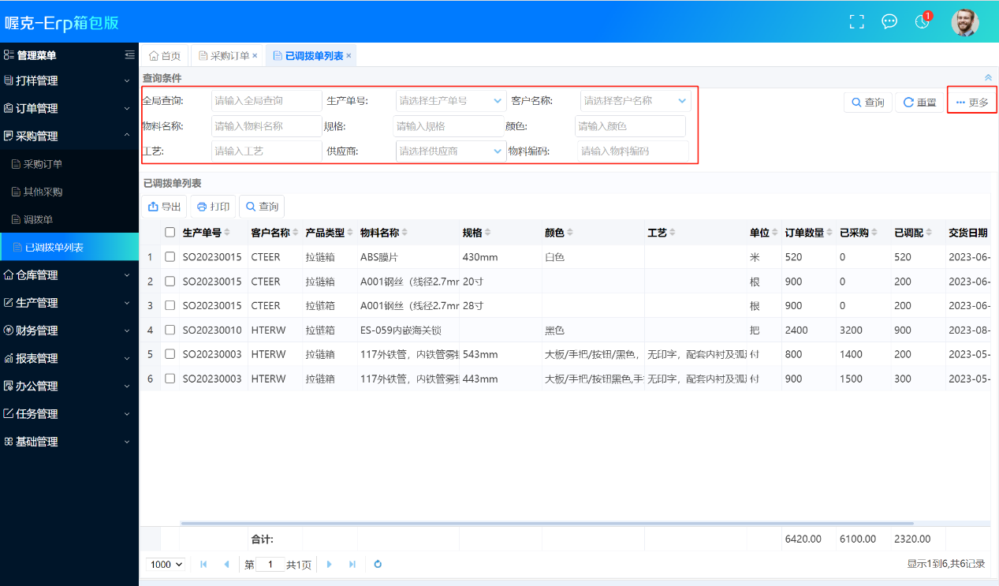 喔克-Erp箱包版
1
管理菜单
打样管理
订单管理
采购管理
采购订单
其他采购
调拨单
已调拨单列表
仓库管理
生产管理
财务管理
报表管理
办公管理
任务管理
基础管理
首页 采购订单 × 已调拨单列表 ×
查询条件
全局查询: 请输入全局查询 生产单号: 请选择生产单号 客户名称: 请选择客户名称 查询 重置 更多
物料名称: 请输入物料名称 规格: 请输入规格 颜色: 请输入颜色
工艺: 请输入工艺 供应商: 请选择供应商 物料编码: 请输入物料编码
已调拨单列表
导出 打印 查询
生产单号 客户名称 产品类型 物料名称 规格 颜色 工艺 单位 订单数量 已采购 已调配 交货日期
1 SO20230015 CTEER 拉链箱 ABS膜片 430mm 白色 米 520 0 520 2023-06-
2 SO20230015 CTEER 拉链箱 A001钢丝（线径2.7mm 20寸 根 900 0 200 2023-06-
3 SO20230015 CTEER 拉链箱 A001钢丝（线径2.7mm 28寸 根 900 0 200 2023-06-
4 SO20230010 HTERW 拉链箱 ES-059内嵌海关锁 黑色 把 2400 3200 900 2023-08-
5 SO20230003 HTERW 拉链箱 117外铁管，内铁管雾银 543mm 大板/手把/按钮/黑色， 无印字，配套内衬及弧形 付 800 1400 200 2023-05-
6 SO20230003 HTERW 拉链箱 117外铁管，内铁管雾银 443mm 大板/手把/按钮黑色,手 无印字，配套内衬及弧形 付 900 1500 300 2023-05-
合计: 6420.00 6100.00 2320.00
1000 第 1 共1页 显示1到6,共6记录